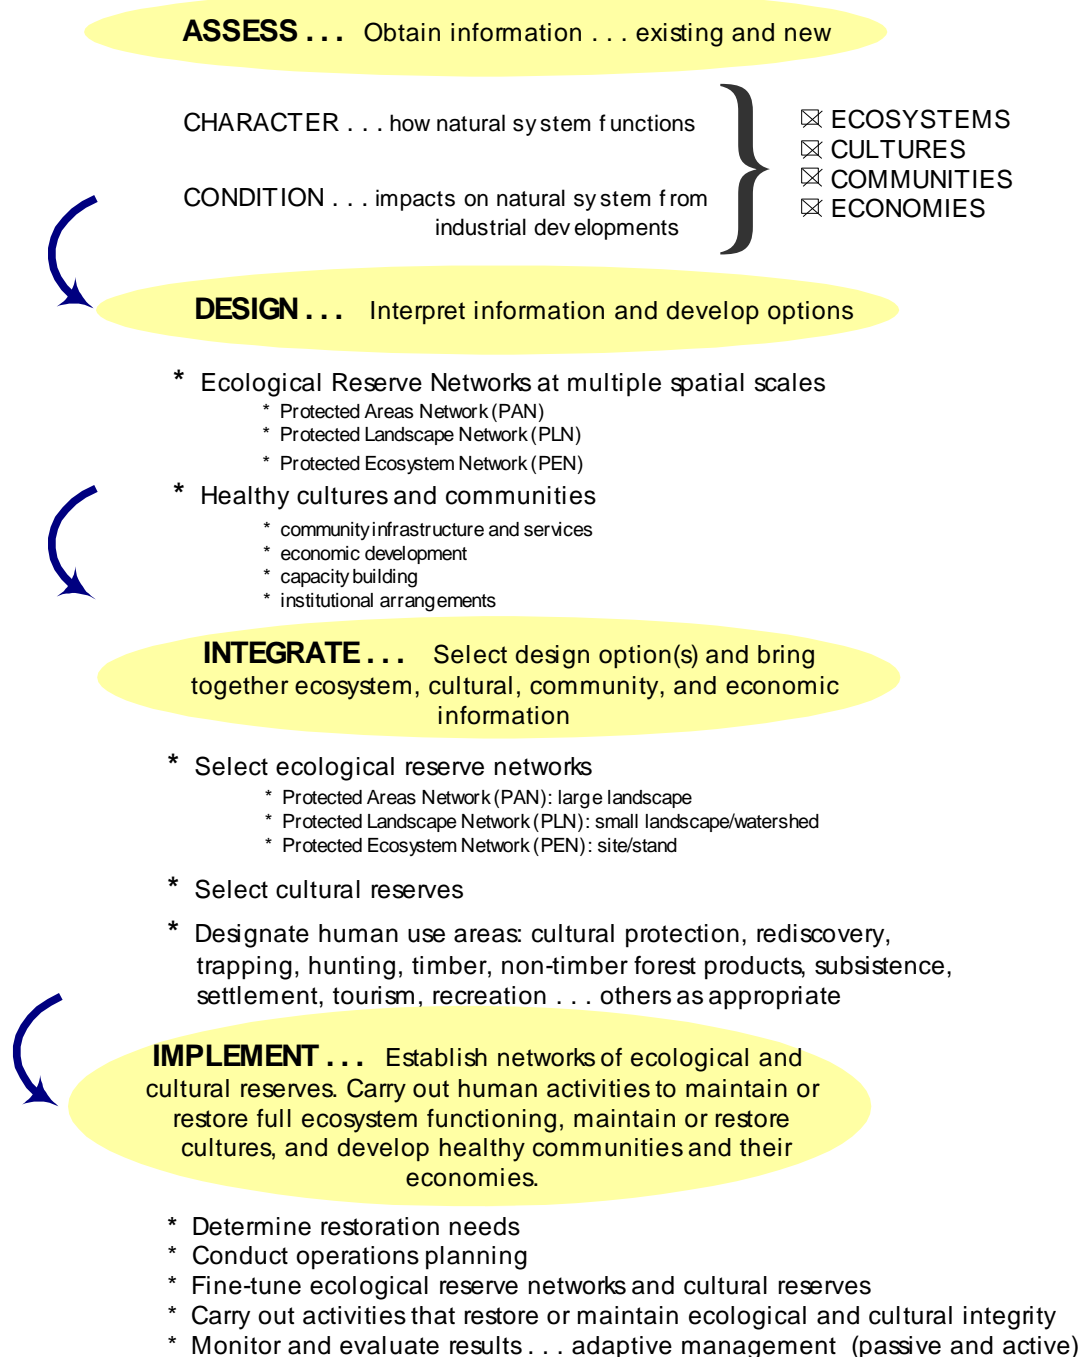 ASSESS . . . Obtain information . . . existing and new
CHARACTER . . . how natural system functions
CONDITION . . . impacts on natural system from
industrial developments
ECOSYSTEMS
CULTURES
COMMUNITIES
ECONOMIES
DESIGN . . . Interpret information and develop options
* Ecological Reserve Networks at multiple spatial scales
* Protected Areas Network (PAN)
* Protected Landscape Network (PLN)
* Protected Ecosystem Network (PEN)
* Healthy cultures and communities
* community infrastructure and services
* economic development
* capacity building
* institutional arrangements
INTEGRATE . . . Select design option(s) and bring
together ecosystem, cultural, community, and economic
information
* Select ecological reserve networks
* Protected Areas Network (PAN): large landscape
* Protected Landscape Network (PLN): small landscape/watershed
* Protected Ecosystem Network (PEN): site/stand
* Select cultural reserves
* Designate human use areas: cultural protection, rediscovery,
trapping, hunting, timber, non-timber forest products, subsistence,
settlement, tourism, recreation . . . others as appropriate
IMPLEMENT . . . Establish networks of ecological and
cultural reserves. Carry out human activities to maintain or
restore full ecosystem functioning, maintain or restore
cultures, and develop healthy communities and their
economies.
* Determine restoration needs
* Conduct operations planning
* Fine-tune ecological reserve networks and cultural reserves
* Carry out activities that restore or maintain ecological and cultural integrity
* Monitor and evaluate results . . . adaptive management (passive and active)